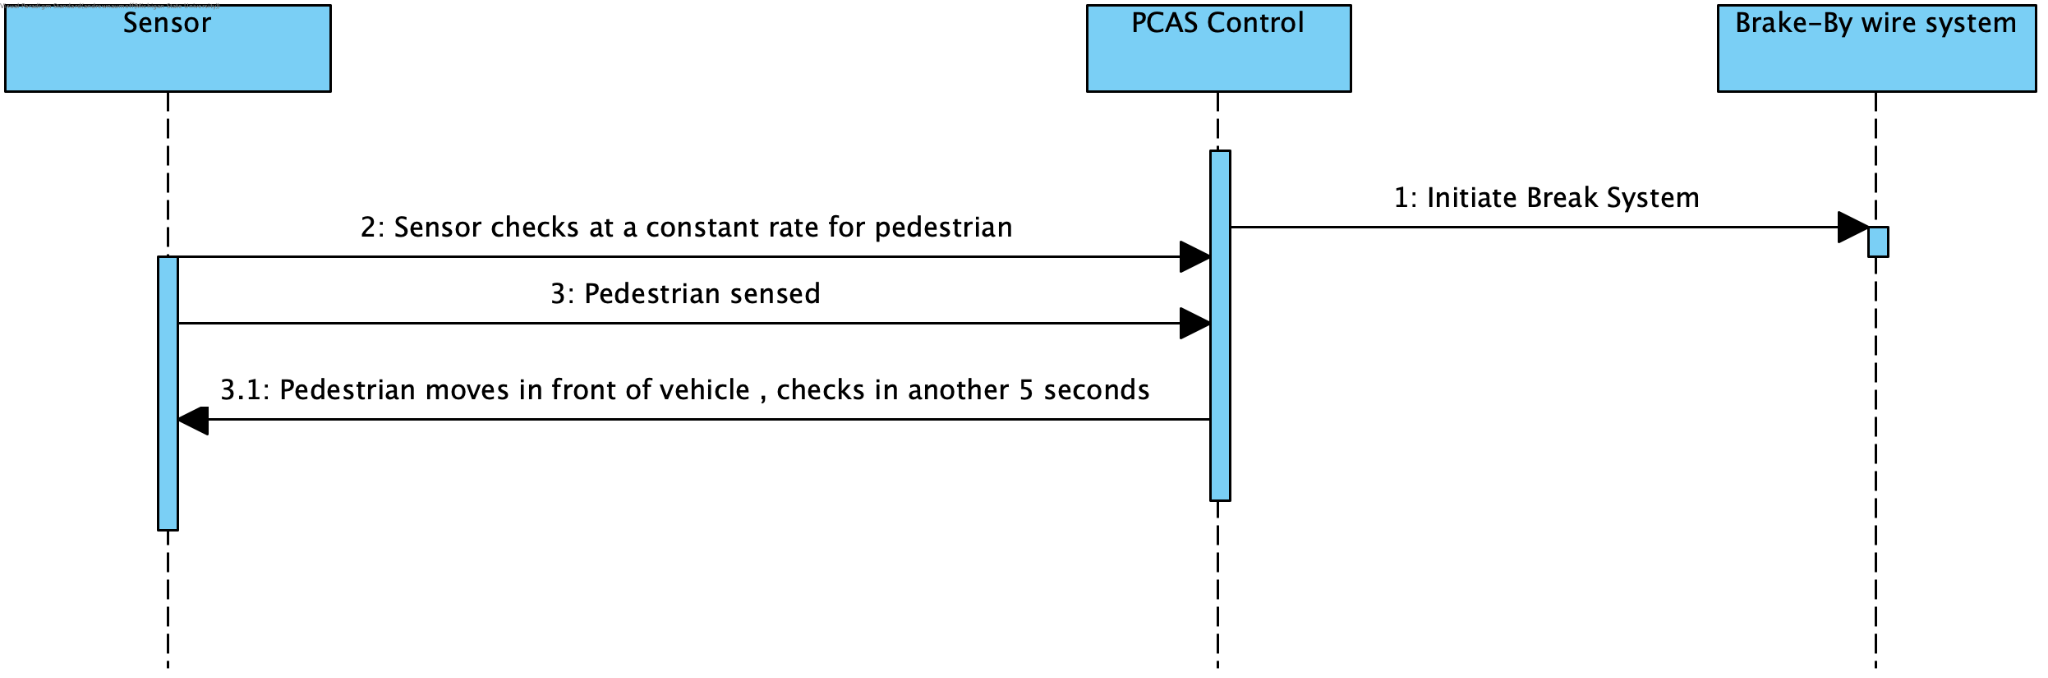 Sensor
PCAS Control
Brake-By wire system
1: Initiate Break System
2: Sensor checks at a constant rate for pedestrian
3: Pedestrian sensed
3.1: Pedestrian moves in front of vehicle , checks in another 5 seconds